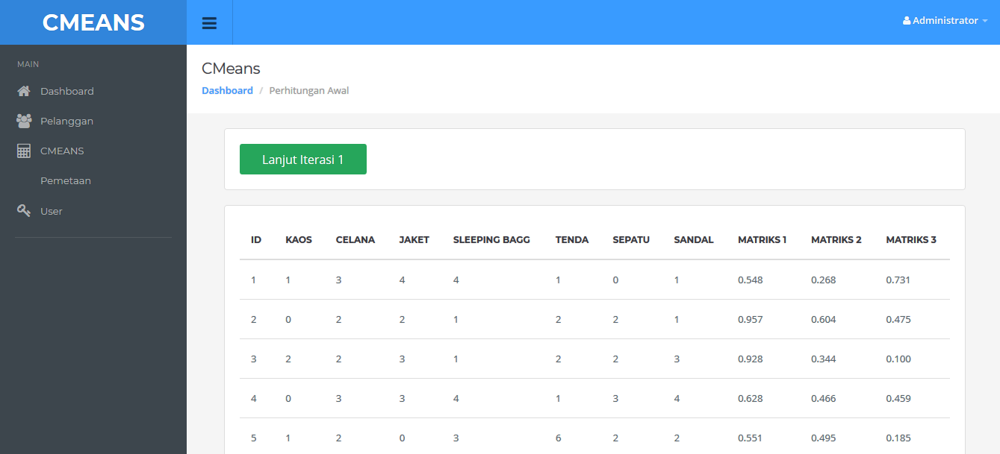 CMEANS
Administrator
MAIN
Dashboard
Pelanggan
CMEANS
Pemetaan
User
CMeans
Dashboard / Perhitungan Awal
Lanjut Iterasi 1
ID KAOS CELANA JAKET SLEEPING BAGG TENDA SEPATU SANDAL MATRIKS 1 MATRIKS 2 MATRIKS 3
1 1 3 4 4 1 0 1 0.548 0.268 0.731
2 0 2 2 1 2 2 1 0.957 0.604 0.475
3 2 2 3 1 2 2 3 0.928 0.344 0.100
4 0 3 3 4 1 3 4 0.628 0.466 0.459
5 1 2 0 3 6 2 2 0.551 0.495 0.185